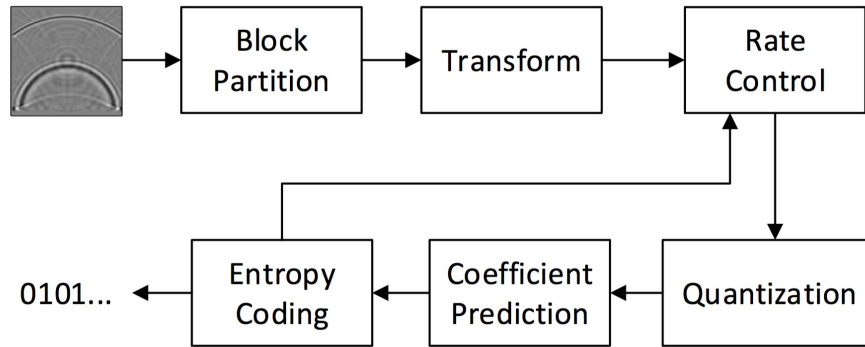 Block
Partition
Transform
Rate
Control
Quantization
Coefficient
Prediction
Entropy
Coding
0101...